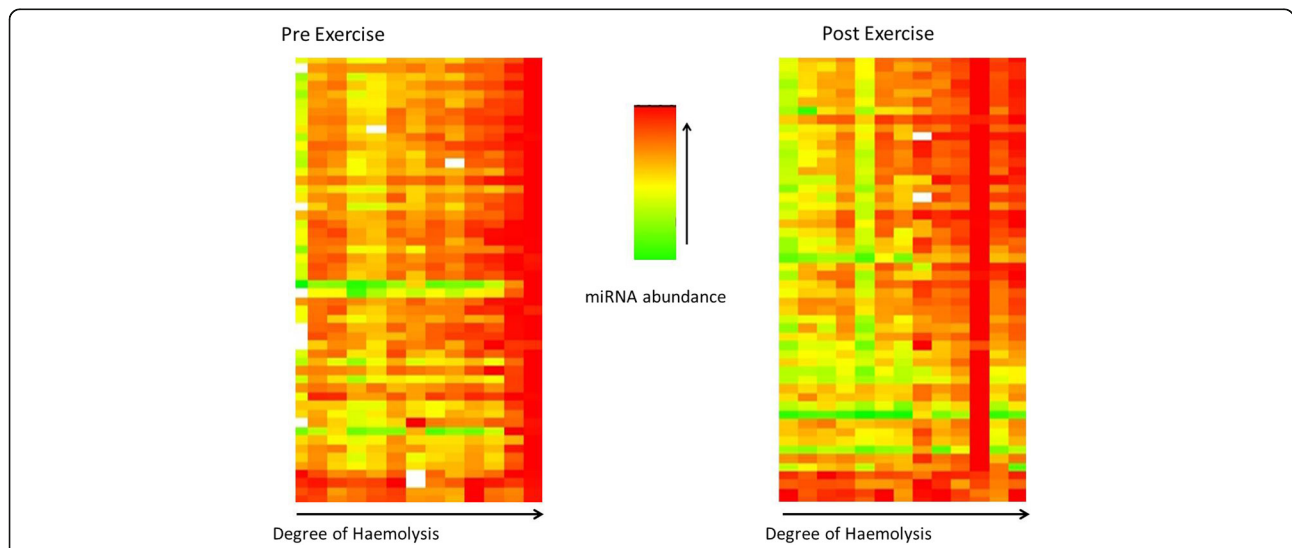 Pre Exercise
Post Exercise
miRNA abundance
Degree of Haemolysis
Degree of Haemolysis